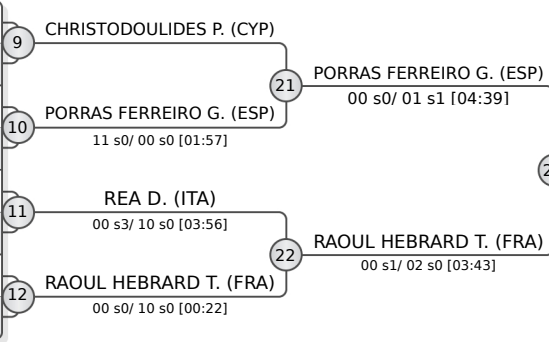 CHRISTODOULIDES P. (CYP)
9
21
PORRAS FERREIRO G. (ESP)
00 s0/ 01 s1 [04:39]
PORRAS FERREIRO G. (ESP)
10
11 s0/ 00 s0 [01:57]
REA D. (ITA)
11
00 s3/ 10 s0 [03:56]
22
RAOUL HEBRARD T. (FRA)
00 s1/ 02 s0 [03:43]
RAOUL HEBRARD T. (FRA)
12
00 s0/ 10 s0 [00:22]